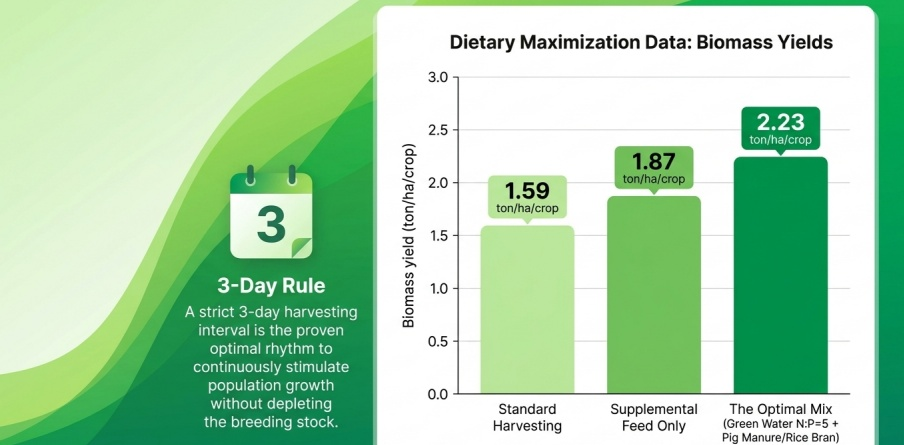 3
3-Day Rule
A strict 3-day harvesting
interval is the proven
optimal rhythm to
continuously stimulate
population growth
without depleting
the breeding stock.
Dietary Maximization Data: Biomass Yields
Biomass yield (ton/ha/crop)
3.0
2.5
2.0
1.5
1.0
0.5
0.0
1.59
ton/ha/crop
1.87
ton/ha/crop
2.23
ton/ha/crop
Standard
Harvesting
Supplemental
Feed Only
The Optimal Mix
(Green Water N:P=5 +
Pig Manure/Rice Bran)